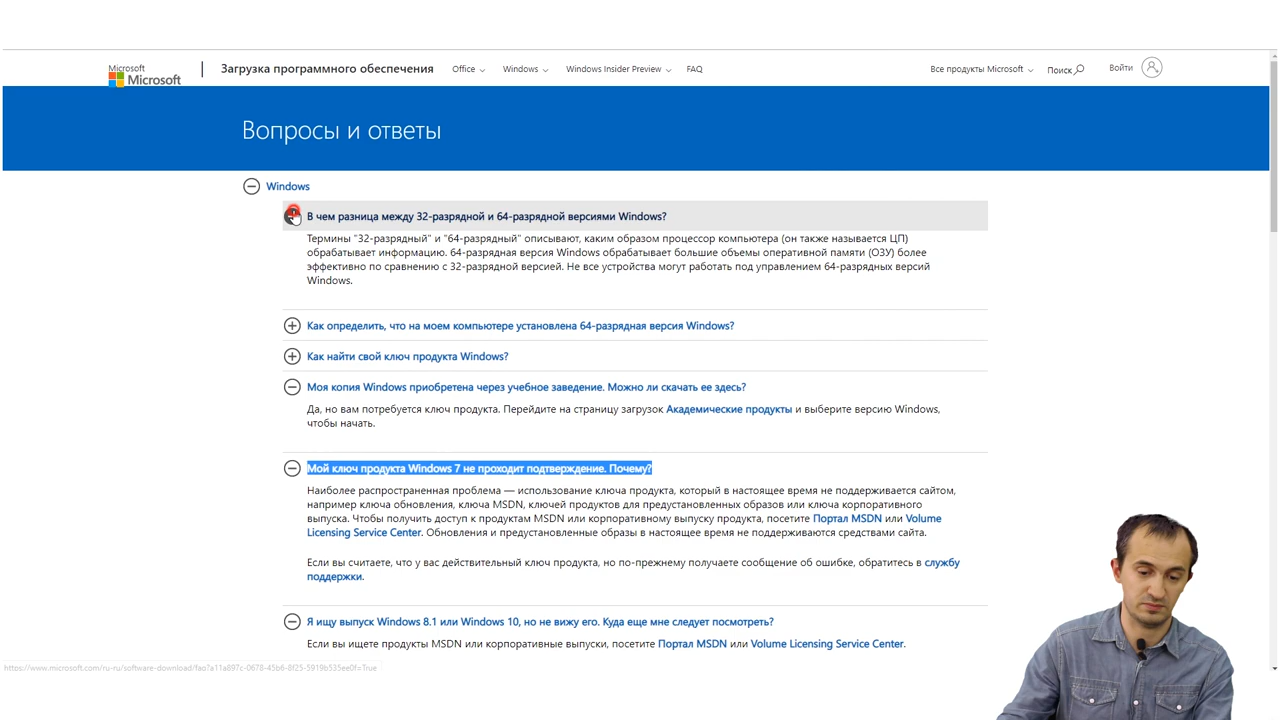 Microsoft
Microsoft
Загрузка программного обеспечения
Office
Windows
Windows Insider Preview
FAQ
Все продукты Microsoft
Поиск
Войти
Вопросы и ответы
Windows
В чем разница между 32-разрядной и 64-разрядной версиями Windows?
Термины "32-разрядный" и "64-разрядный" описывают, каким образом процессор компьютера (он также называется ЦП)
обрабатывает информацию. 64-разрядная версия Windows обрабатывает большие объемы оперативной памяти (ОЗУ) более
эффективно по сравнению с 32-разрядной версией. Не все устройства могут работать под управлением 64-разрядных версий
Windows.
Как определить, что на моем компьютере установлена 64-разрядная версия Windows?
Как найти свой ключ продукта Windows?
Моя копия Windows приобретена через учебное заведение. Можно ли скачать ее здесь?
Да, но вам потребуется ключ продукта. Перейдите на страницу загрузок Академические продукты и выберите версию Windows,
чтобы начать.
Мой ключ продукта Windows 7 не проходит подтверждение. Почему?
Наиболее распространенная проблема — использование ключа продукта, который в настоящее время не поддерживается сайтом,
например ключа обновления, ключа MSDN, ключей продуктов для предустановленных образов или ключа корпоративного
выпуска. Чтобы получить доступ к продуктам MSDN или корпоративному выпуску продукта, посетите Портал MSDN или Volume
Licensing Service Center. Обновления и предустановленные образы в настоящее время не поддерживаются средствами сайта.
Если вы считаете, что у вас действительный ключ продукта, но по-прежнему получаете сообщение об ошибке, обратитесь в службу
поддержки.
Я ищу выпуск Windows 8.1 или Windows 10, но не вижу его. Куда еще мне следует посмотреть?
Если вы ищете продукты MSDN или корпоративные выпуски, посетите Портал MSDN или Volume Licensing Service Center.